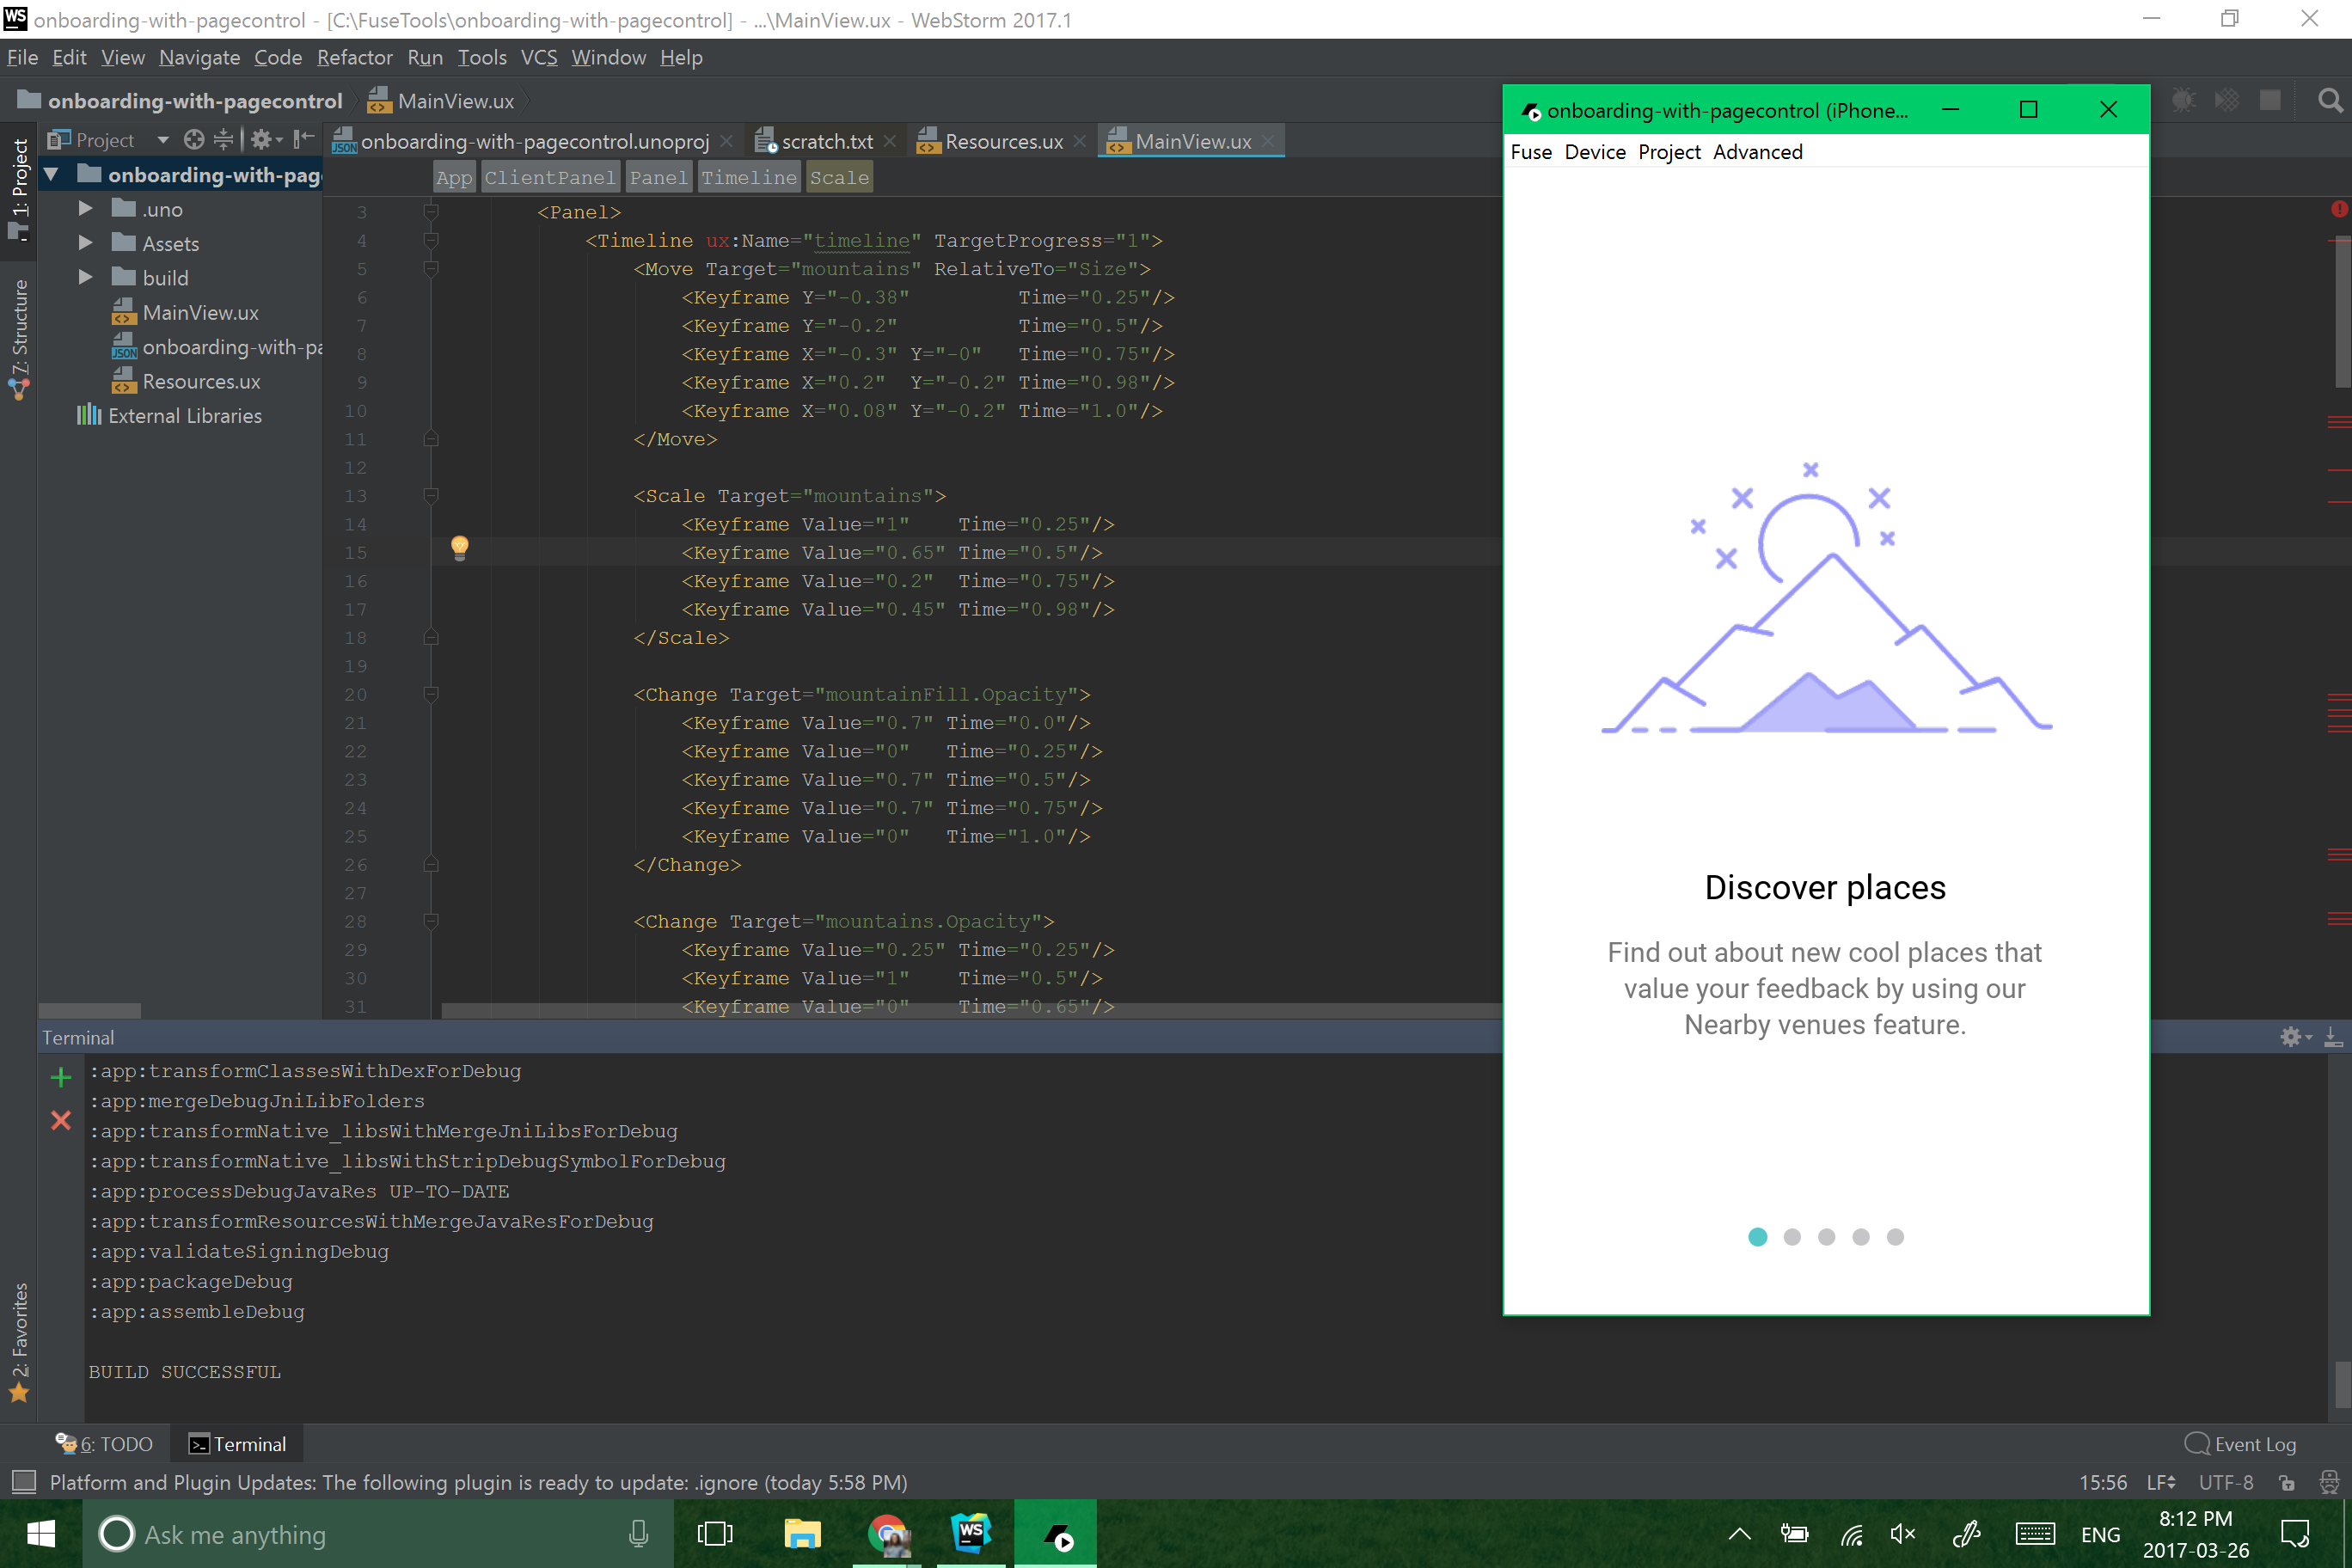 WS onboarding-with-pagecontrol - [C:\FuseTools\onboarding-with-pagecontrol] - ...\MainView.ux - WebStorm 2017.1
File Edit View Navigate Code Refactor Run Tools VCS Window Help
onboarding-with-pagecontrol MainView.ux
Project
onboarding-with-pagecontrol.unoproj scratch.txt Resources.ux MainView.ux
1: Project
7: Structure
2: Favorites
onboarding-with-pag
.uno
Assets
build
MainView.ux
onboarding-with-pa
Resources.ux
External Libraries
App ClientPanel Panel Timeline Scale
3 <Panel>
4 <Timeline ux:Name="timeline" TargetProgress="1">
5 <Move Target="mountains" RelativeTo="Size">
6 <Keyframe Y="-0.38" Time="0.25"/>
7 <Keyframe Y="-0.2" Time="0.5"/>
8 <Keyframe X="-0.3" Y="-0" Time="0.75"/>
9 <Keyframe X="0.2" Y="-0.2" Time="0.98"/>
10 <Keyframe X="0.08" Y="-0.2" Time="1.0"/>
11 </Move>
12
13 <Scale Target="mountains">
14 <Keyframe Value="1" Time="0.25"/>
15 <Keyframe Value="0.65" Time="0.5"/>
16 <Keyframe Value="0.2" Time="0.75"/>
17 <Keyframe Value="0.45" Time="0.98"/>
18 </Scale>
19
20 <Change Target="mountainFill.Opacity">
21 <Keyframe Value="0.7" Time="0.0"/>
22 <Keyframe Value="0" Time="0.25"/>
23 <Keyframe Value="0.7" Time="0.5"/>
24 <Keyframe Value="0.7" Time="0.75"/>
25 <Keyframe Value="0" Time="1.0"/>
26 </Change>
27
28 <Change Target="mountains.Opacity">
29 <Keyframe Value="0.25" Time="0.25"/>
30 <Keyframe Value="1" Time="0.5"/>
31 <Keyframe Value="0" Time="0.65"/>
onboarding-with-pagecontrol (iPhone...
Fuse Device Project Advanced
Discover places
Find out about new cool places that
value your feedback by using our
Nearby venues feature.
Terminal
:app:transformClassesWithDexForDebug
:app:mergeDebugJniLibFolders
:app:transformNative_libsWithMergeJniLibsForDebug
:app:transformNative_libsWithStripDebugSymbolForDebug
:app:processDebugJavaRes UP-TO-DATE
:app:transformResourcesWithMergeJavaResForDebug
:app:validateSigningDebug
:app:packageDebug
:app:assembleDebug
BUILD SUCCESSFUL
6: TODO Terminal Event Log
Platform and Plugin Updates: The following plugin is ready to update: .ignore (today 5:58 PM) 15:56 LF UTF-8
Ask me anything WS ENG 8:12 PM
2017-03-26